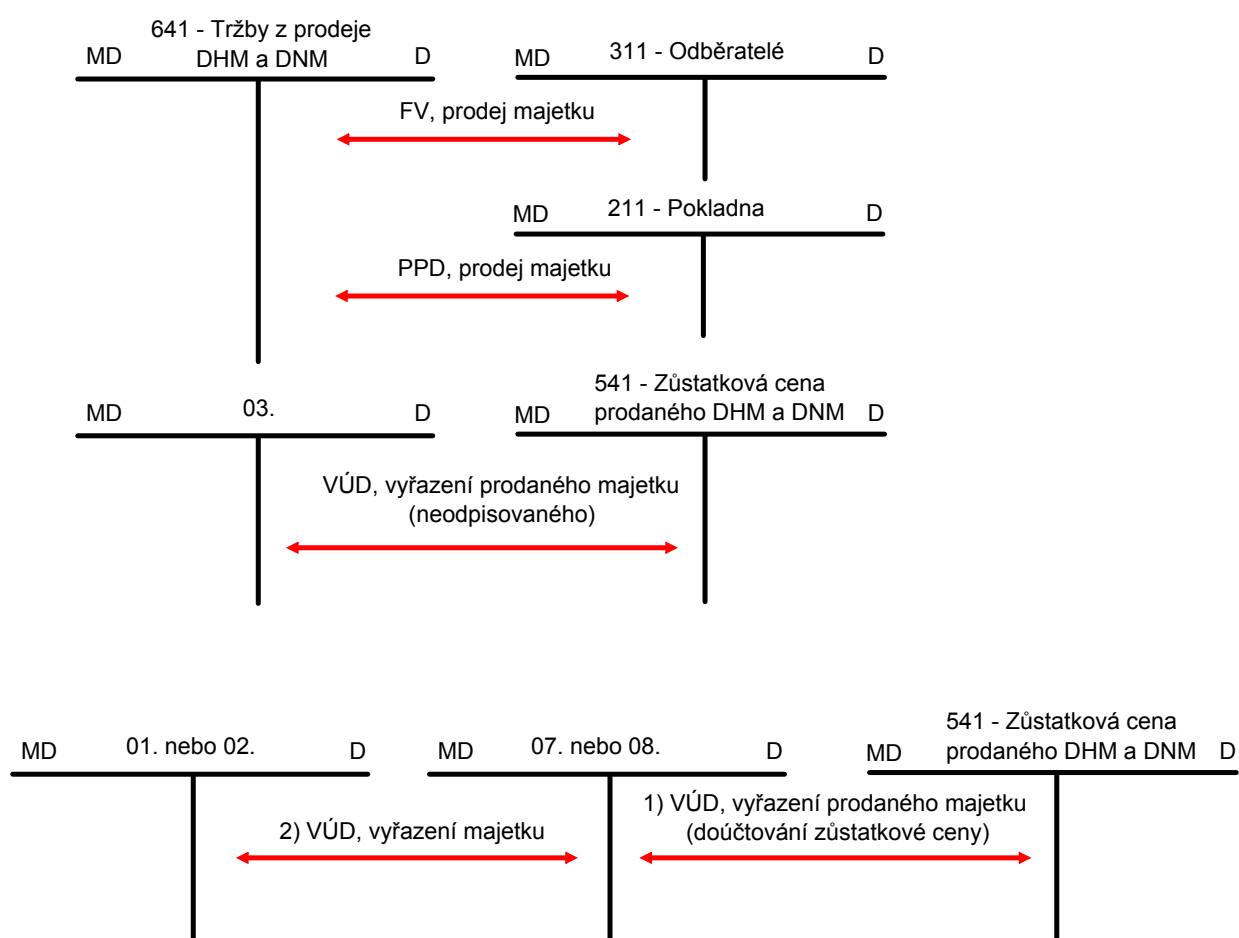 641 - Tržby z prodeje
MD DHM a DNM D
MD 311 - Odběratelé D
FV, prodej majetku
MD 211 - Pokladna D
PPD, prodej majetku
MD 03. D
541 - Zůstatková cena
MD prodaného DHM a DNM D
VÚD, vyřazení prodaného majetku
(neodpisovaného)
MD 01. nebo 02. D
MD 07. nebo 08. D
541 - Zůstatková cena
MD prodaného DHM a DNM D
2) VÚD, vyřazení majetku
1) VÚD, vyřazení prodaného majetku
(doúčtování zůstatkové ceny)